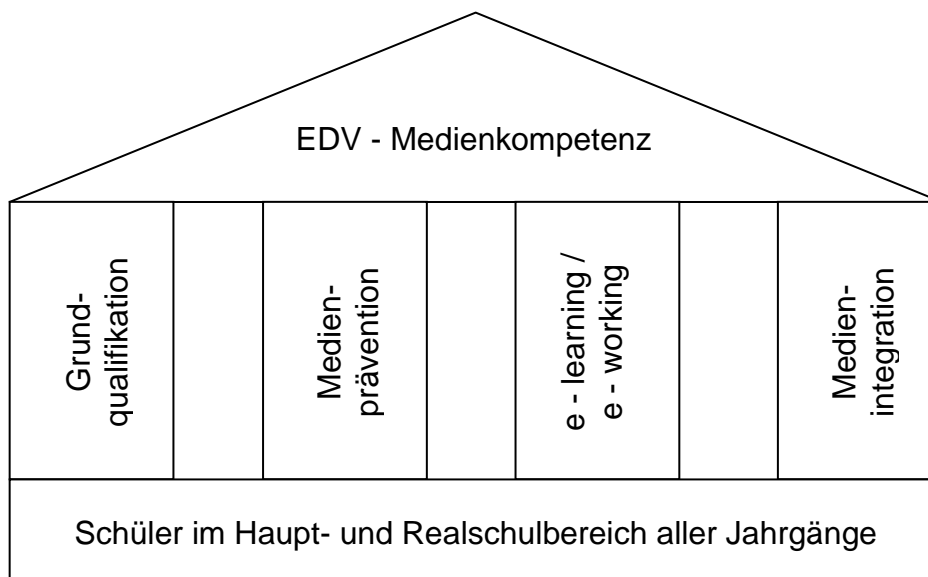 EDV - Medienkompetenz
Grund-
qualifikation
Medien-
prävention
e - learning /
e - working
Medien
integration
Schüler im Haupt- und Realschulbereich aller Jahrgänge